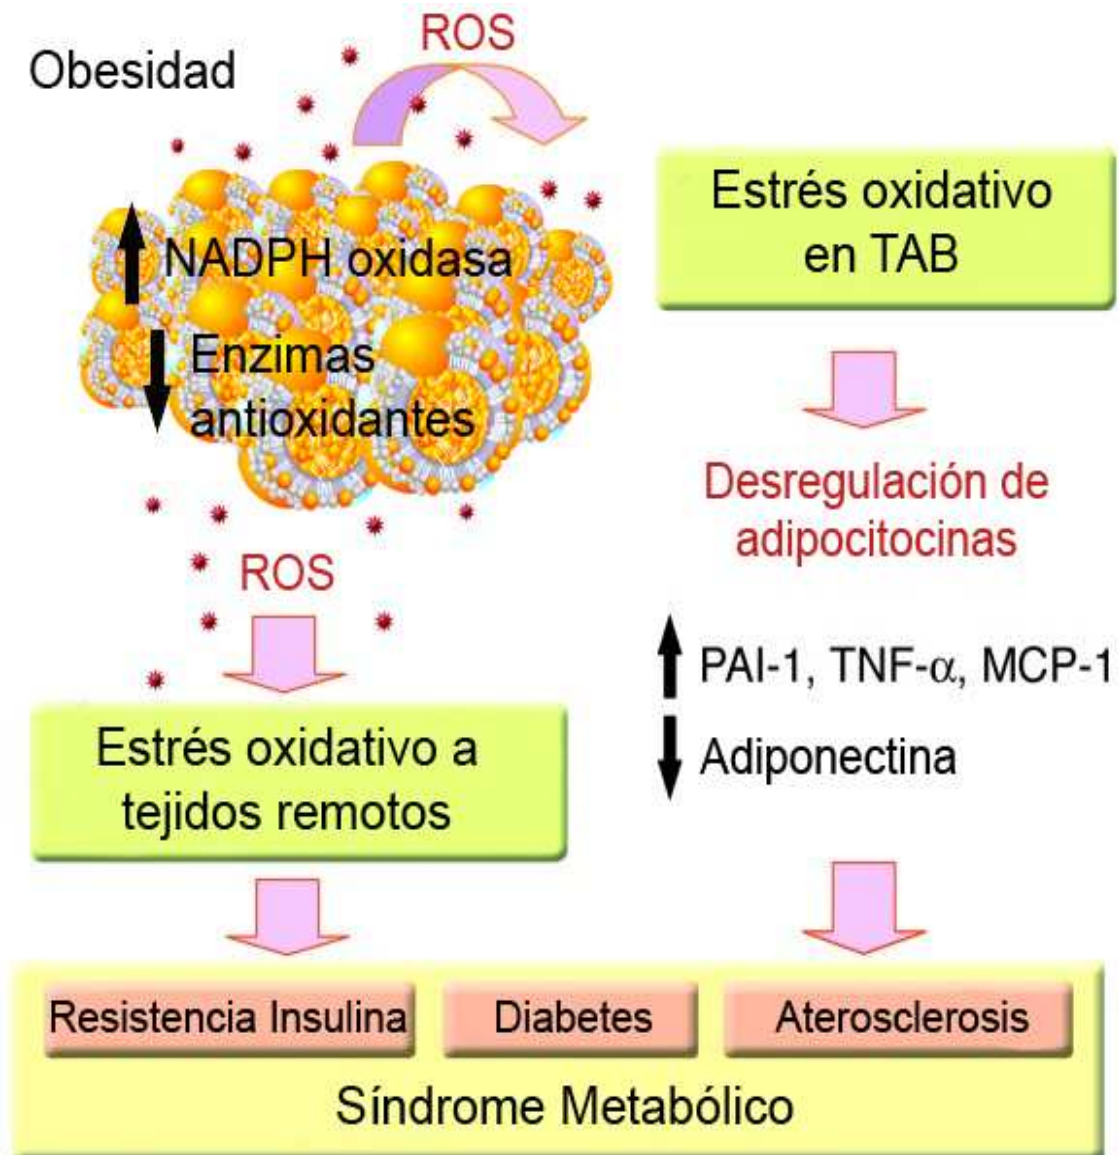 ROS
Obesidad
Estrés oxidativo
en TAB
NADPH oxidasa
Enzimas
antioxidantes
Desregulación de
adipocitocinas
ROS
PAI-1, TNF-α, MCP-1
Adiponectina
Estrés oxidativo a
tejidos remotos
Resistencia Insulina
Diabetes
Aterosclerosis
Síndrome Metabólico